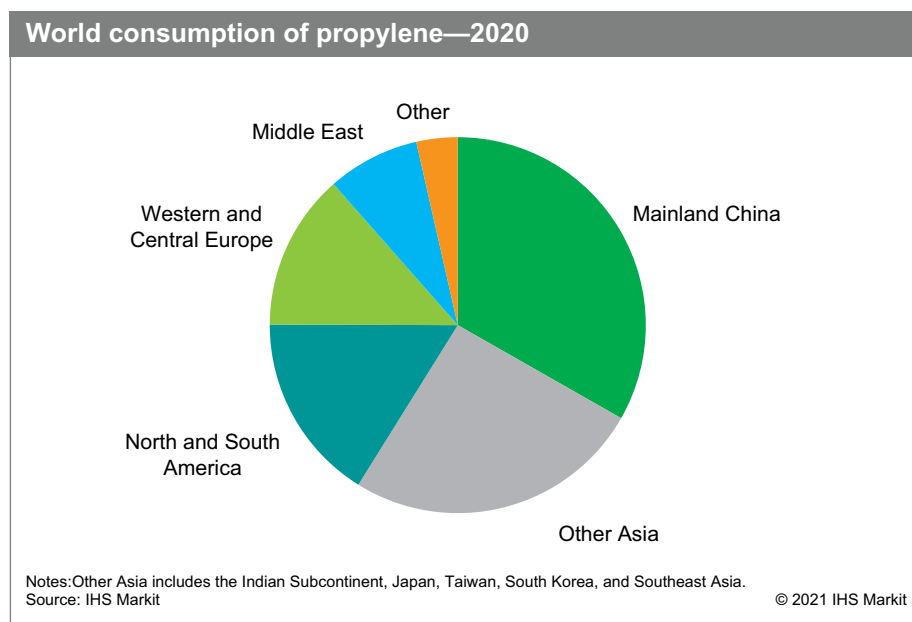 World consumption of propylene—2020
Other
Middle East
Western and
Central Europe
Mainland China
North and South
America
Other Asia
Notes:Other Asia includes the Indian Subcontinent, Japan, Taiwan, South Korea, and Southeast Asia.
Source: IHS Markit
© 2021 IHS Markit